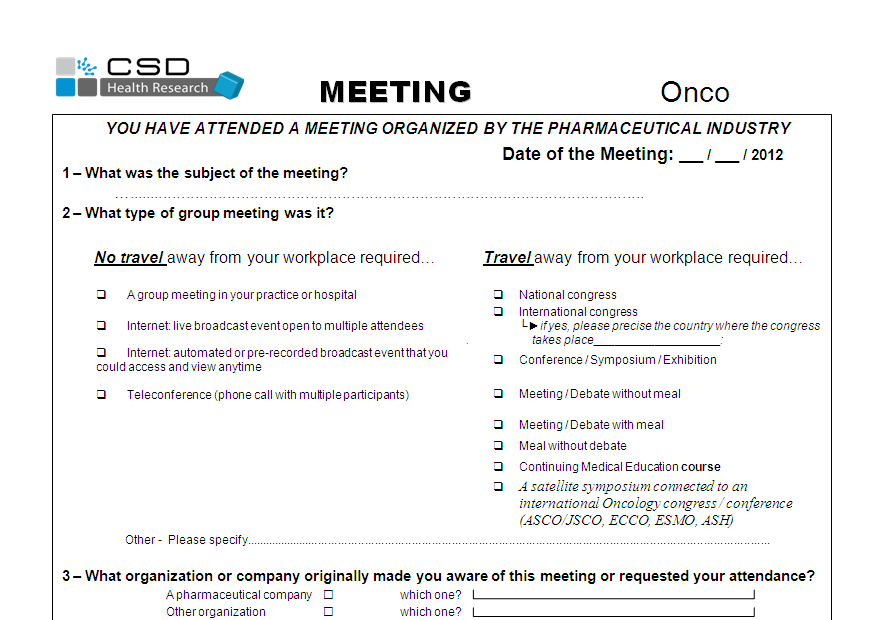 CSD
Health Research
MEETING
Onco
YOU HAVE ATTENDED A MEETING ORGANIZED BY THE PHARMACEUTICAL INDUSTRY
Date of the Meeting: ___ / ___ / 2012
1 – What was the subject of the meeting?
………………………………………………………………………………………………
2 – What type of group meeting was it?
No travel away from your workplace required…
❑ A group meeting in your practice or hospital
❑ Internet: live broadcast event open to multiple attendees
❑ Internet: automated or pre-recorded broadcast event that you
could access and view anytime
❑ Teleconference (phone call with multiple participants)
Travel away from your workplace required…
❑ National congress
❑ International congress
└►if yes, please precise the country where the congress
takes place___________________:
❑ Conference / Symposium / Exhibition
❑ Meeting / Debate without meal
❑ Meeting / Debate with meal
❑ Meal without debate
❑ Continuing Medical Education course
❑ A satellite symposium connected to an
international Oncology congress / conference
(ASCO/JSCO, ECCO, ESMO, ASH)
Other - Please specify................................................................................
3 – What organization or company originally made you aware of this meeting or requested your attendance?
A pharmaceutical company ☐ which one?
Other organization ☐ which one?